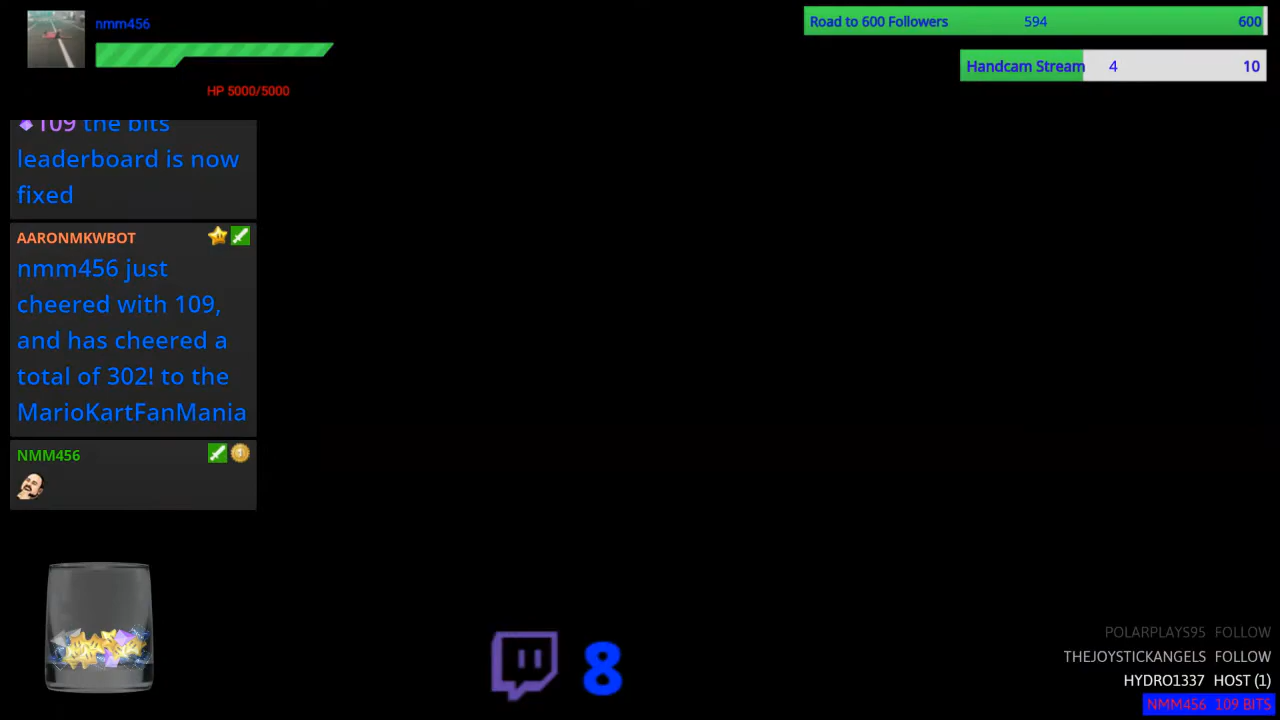 nmm456
HP 5000/5000
Road to 600 Followers 594 600
Handcam Stream 4 10
109 the bits
leaderboard is now
fixed
AARONMKWBOT
nmm456 just
cheered with 109,
and has cheered a
total of 302! to the
MarioKartFanMania
NMM456
8
POLARPLAYS95 FOLLOW
THEJOYSTICKANGELS FOLLOW
HYDRO1337 HOST (1)
NMM456 109 BITS